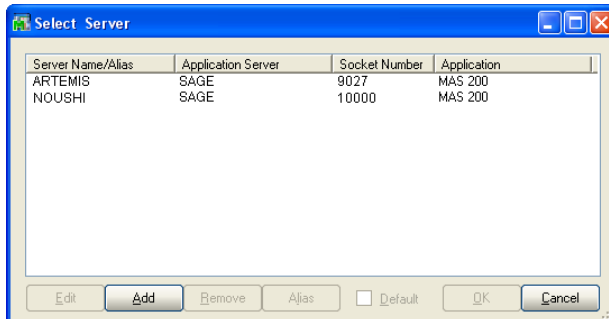 Select Server
Server Name/Alias Application Server Socket Number Application
ARTEMIS SAGE 9027 MAS 200
NOUSHI SAGE 10000 MAS 200
Edit Add Remove Alias Default OK Cancel